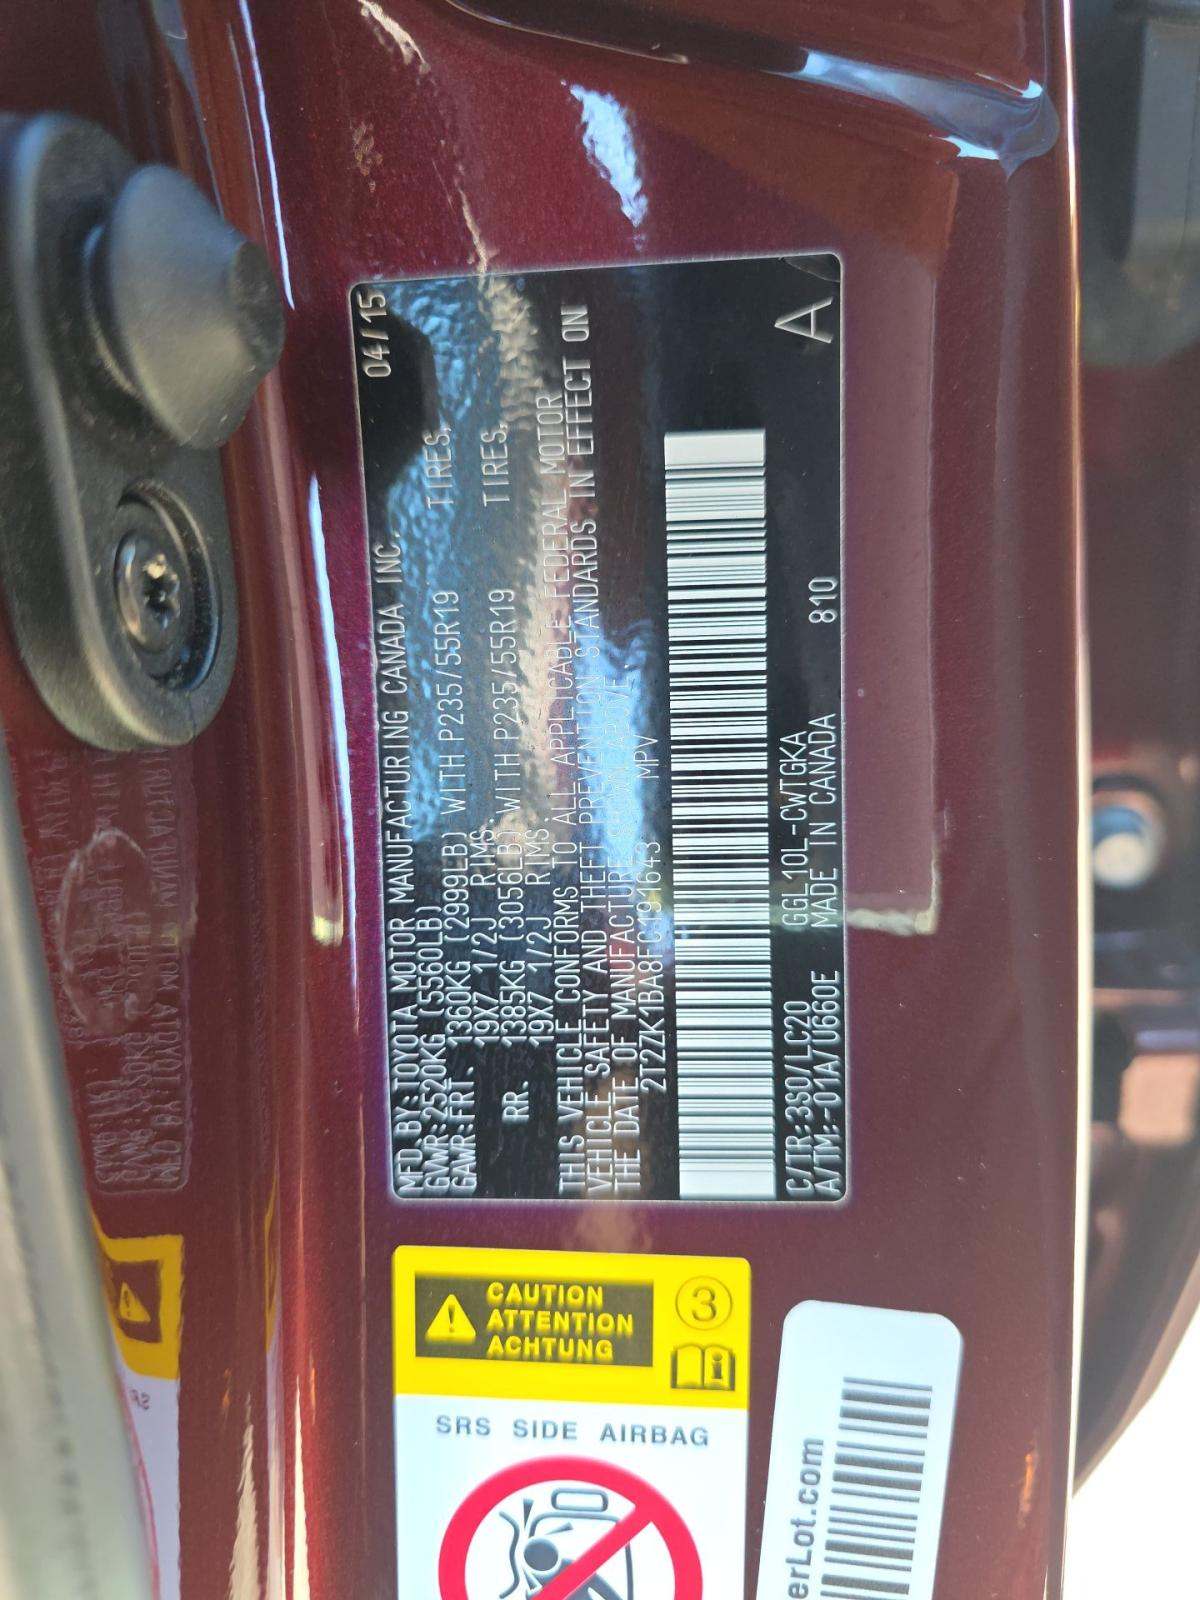 MFD. BY: TOYOTA MOTOR MANUFACTURING CANADA INC. 04/15
GVWR: 2520KG (5560LB)
GAWR: FRT. 1360KG (2999LB) WITH P235/55R19 TIRES,
19X7 1/2J RIMS,
RR. 1385KG (3056LB) WITH P235/55R19 TIRES,
19X7 1/2J RIMS.
THIS VEHICLE CONFORMS TO ALL APPLICABLE FEDERAL MOTOR
VEHICLE SAFETY AND THEFT PREVENTION STANDARDS IN EFFECT ON
THE DATE OF MANUFACTURE SHOWN ABOVE.
2T2ZK1BA8FC191643 MPV
C/TR: 3S0/LC20 GGL10L-CWTGKA
A/TM: -01A/U660E MADE IN CANADA 810
A
CAUTION
ATTENTION
ACHTUNG
3
i
SRS SIDE AIRBAG
erLot.com